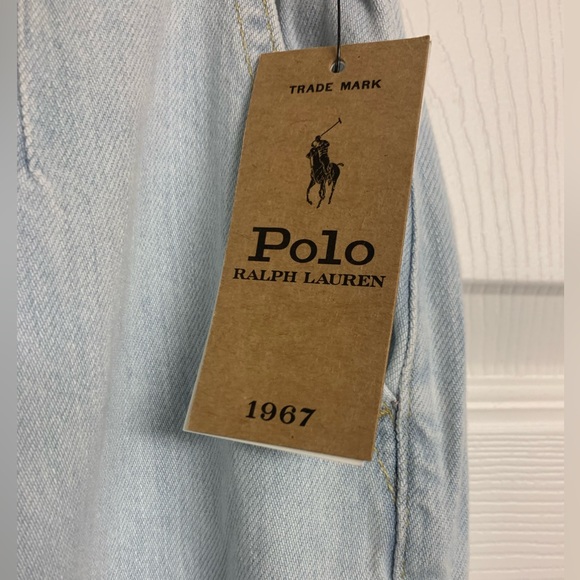 TRADE MARK
Polo
RALPH LAUREN
1967